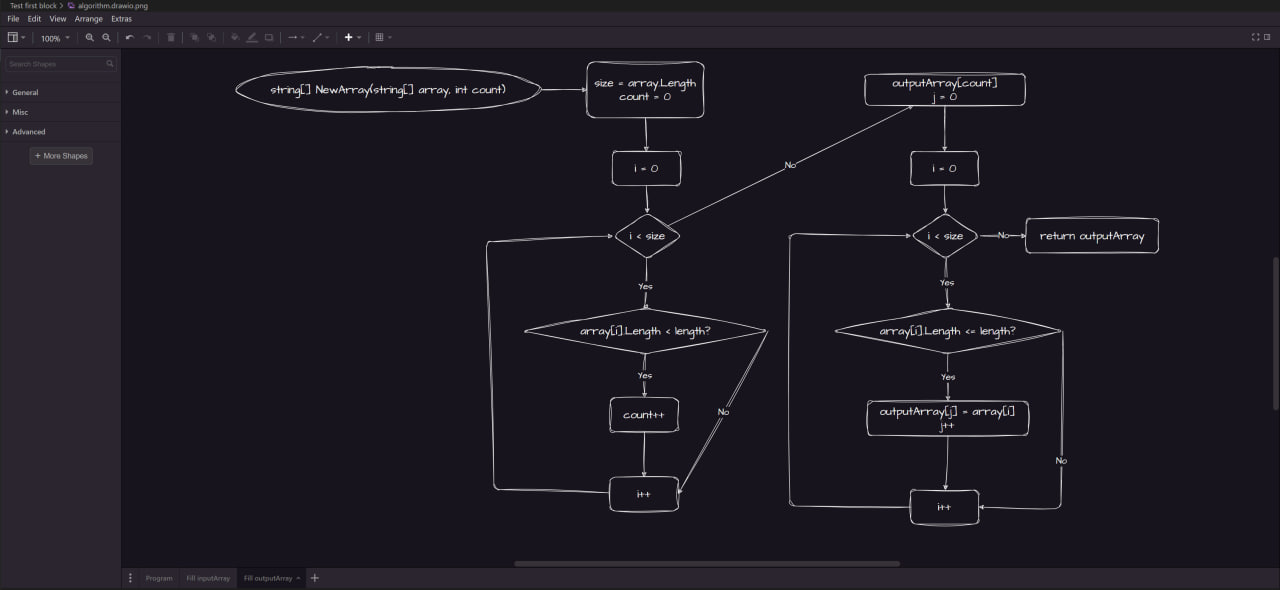 Test first block > algorithm.drawio.png
File Edit View Arrange Extras
100%
Search Shapes
General
Misc
Advanced
+ More Shapes
string[] NewArray(string[] array, int count)
size = array.Length
count = 0
i = 0
i < size
Yes
array[i].Length < length?
Yes
No
count++
i++
No
outputArray[count]
j = 0
i = 0
i < size
No
return outputArray
Yes
array[i].Length <= length?
Yes
outputArray[j] = array[i]
j++
No
i++
Program Fill inputArray Fill outputArray